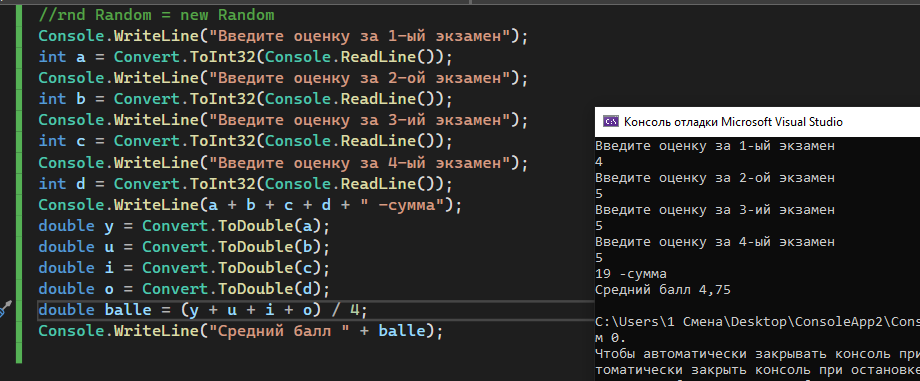 //rnd Random = new Random
Console.WriteLine("Введите оценку за 1-ый экзамен");
int a = Convert.ToInt32(Console.ReadLine());
Console.WriteLine("Введите оценку за 2-ой экзамен");
int b = Convert.ToInt32(Console.ReadLine());
Console.WriteLine("Введите оценку за 3-ий экзамен");
int c = Convert.ToInt32(Console.ReadLine());
Console.WriteLine("Введите оценку за 4-ый экзамен");
int d = Convert.ToInt32(Console.ReadLine());
Console.WriteLine(a + b + c + d + " -сумма");
double y = Convert.ToDouble(a);
double u = Convert.ToDouble(b);
double i = Convert.ToDouble(c);
double o = Convert.ToDouble(d);
double balle = (y + u + i + o) / 4;
Console.WriteLine("Средний балл " + balle);
Консоль отладки Microsoft Visual Studio
Введите оценку за 1-ый экзамен
4
Введите оценку за 2-ой экзамен
5
Введите оценку за 3-ий экзамен
5
Введите оценку за 4-ый экзамен
5
19 -сумма
Средний балл 4,75
C:\Users\1 Смена\Desktop\ConsoleApp2\Cons
м 0.
Чтобы автоматически закрывать консоль при
томатически закрыть консоль при остановке